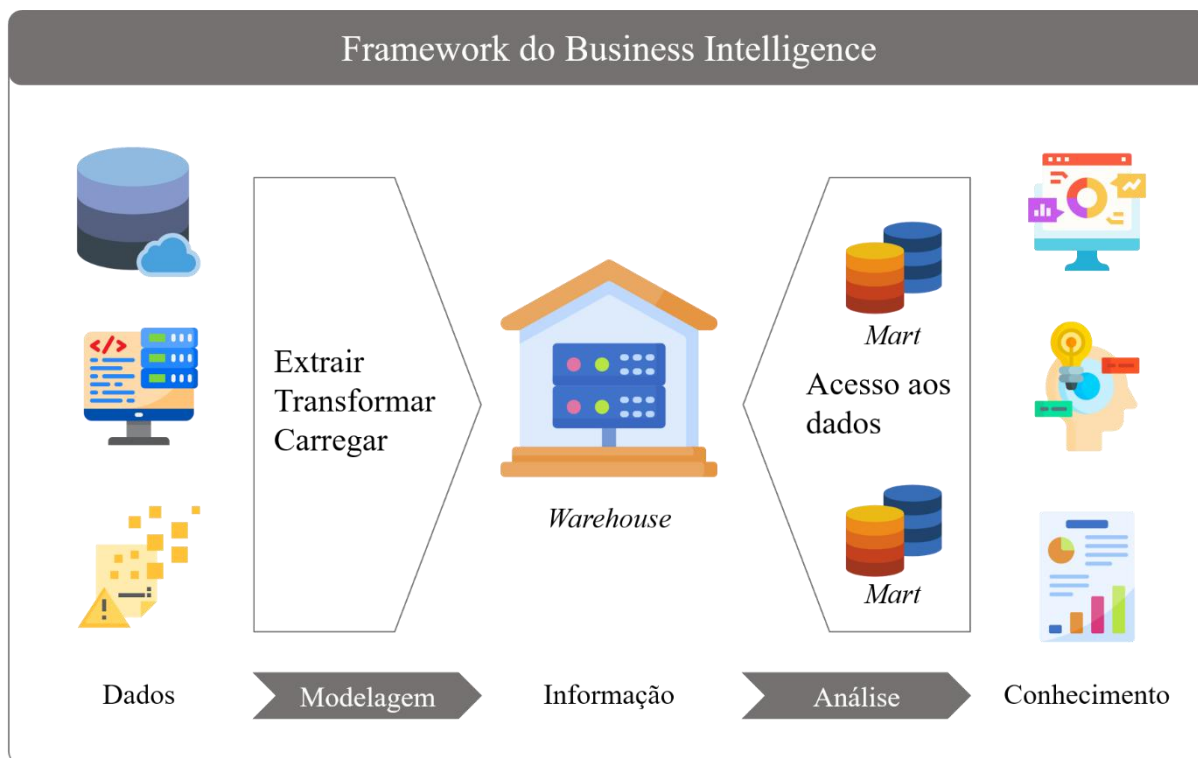 Framework do Business Intelligence
Extrair
Transformar
Carregar
Warehouse
Mart
Acesso aos
dados
Mart
Dados
Modelagem
Informação
Análise
Conhecimento